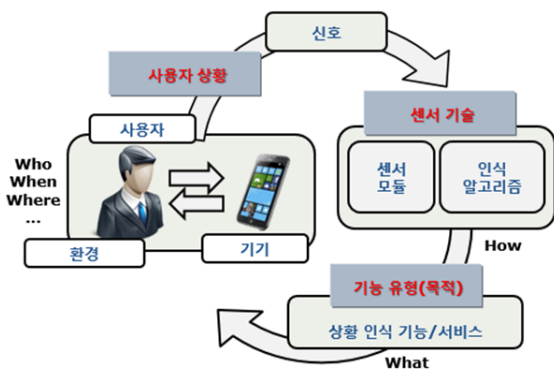 신호
사용자 상황
센서 기술
사용자
Who
When
Where
...
센서
모듈
인식
알고리즘
환경
기기
How
기능 유형(목적)
상황 인식 기능/서비스
What